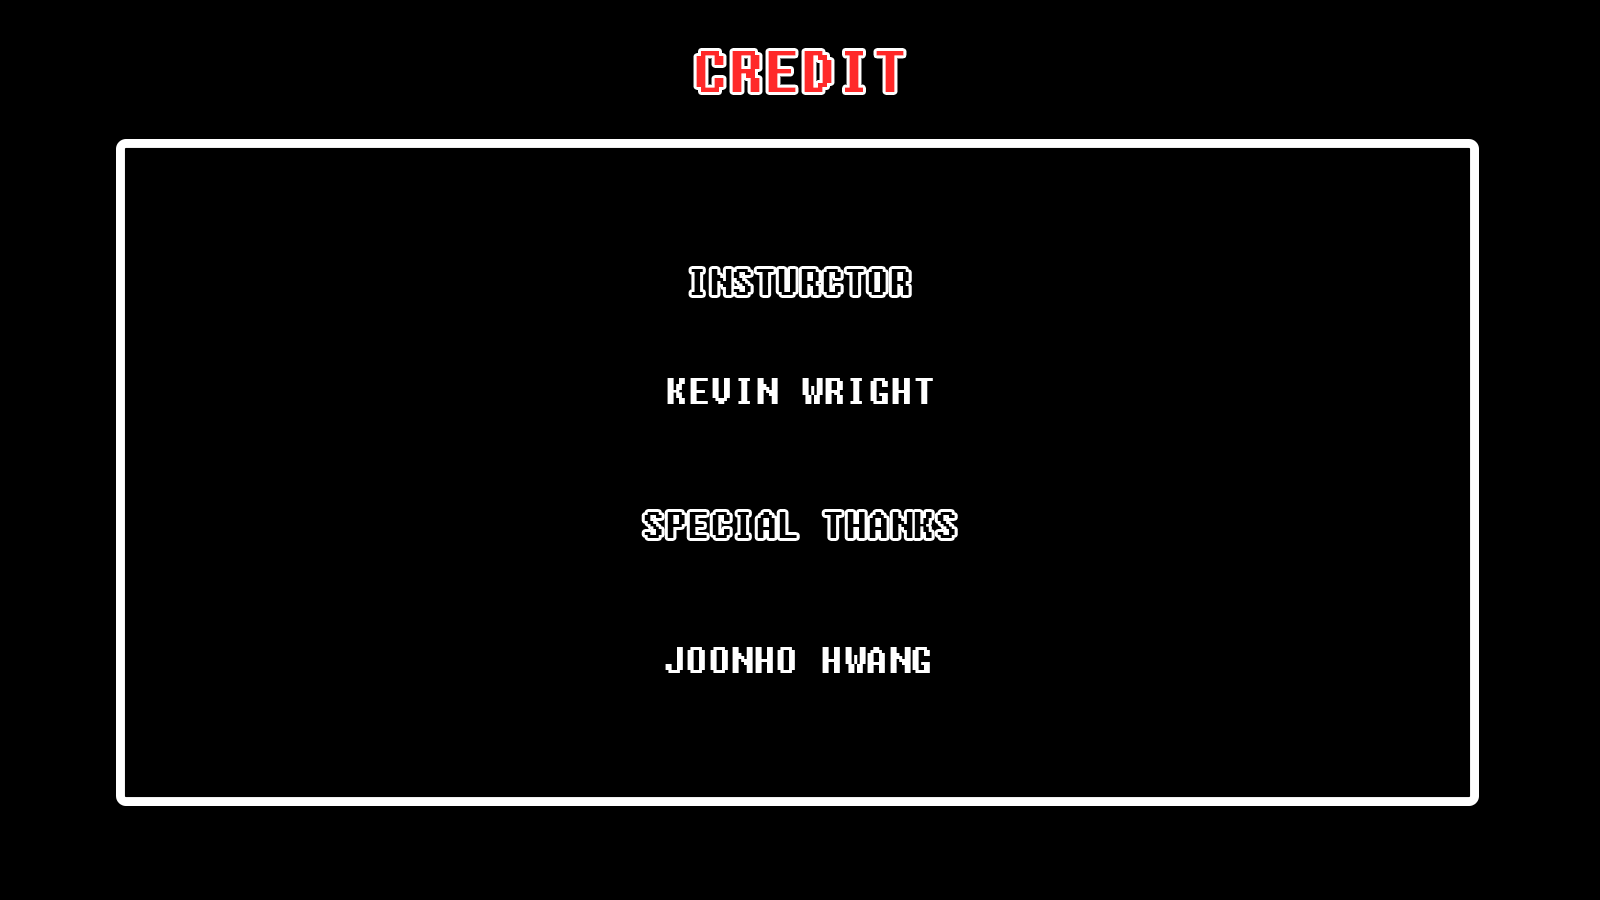 CREDIT
INSTURCTOR
KEVIN WRIGHT
SPECIAL THANKS
JOONHO HWANG